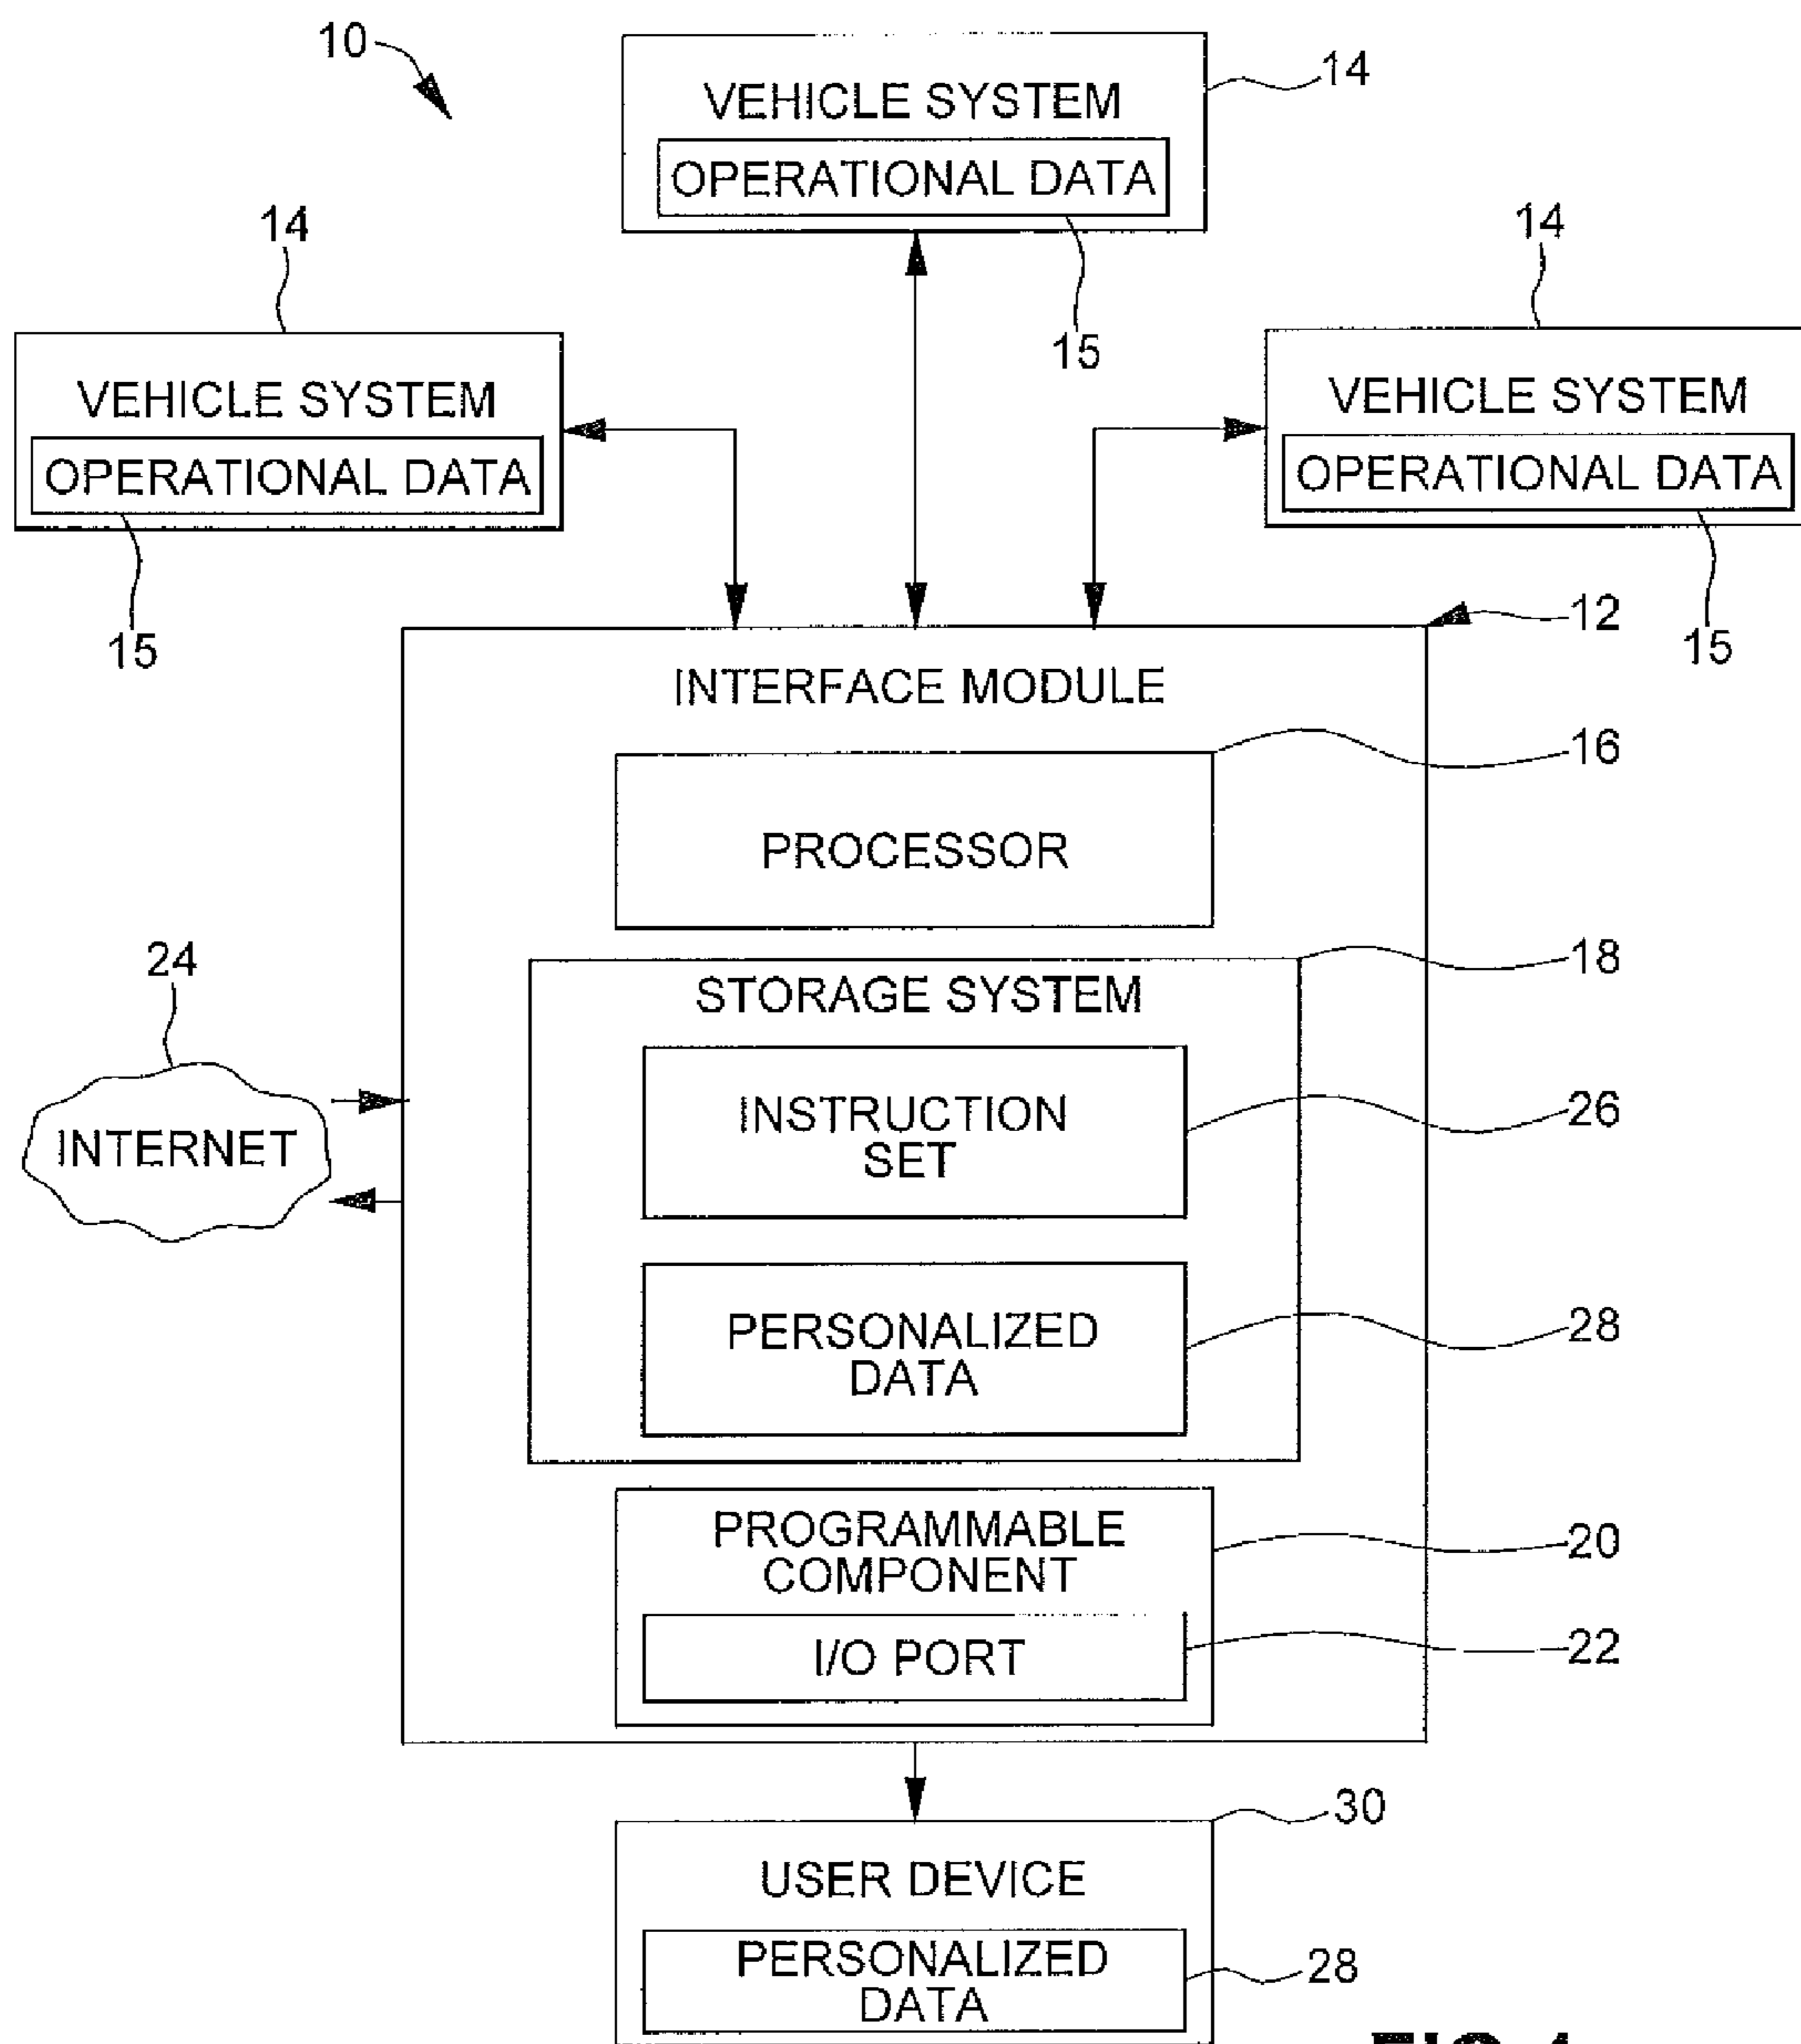 10
VEHICLE SYSTEM
14
OPERATIONAL DATA
15
14
VEHICLE SYSTEM
OPERATIONAL DATA
15
14
VEHICLE SYSTEM
OPERATIONAL DATA
15
12
INTERFACE MODULE
16
PROCESSOR
18
STORAGE SYSTEM
24
INTERNET
INSTRUCTION
SET
26
PERSONALIZED
DATA
28
PROGRAMMABLE
COMPONENT
20
I/O PORT
22
30
USER DEVICE
PERSONALIZED
DATA
28